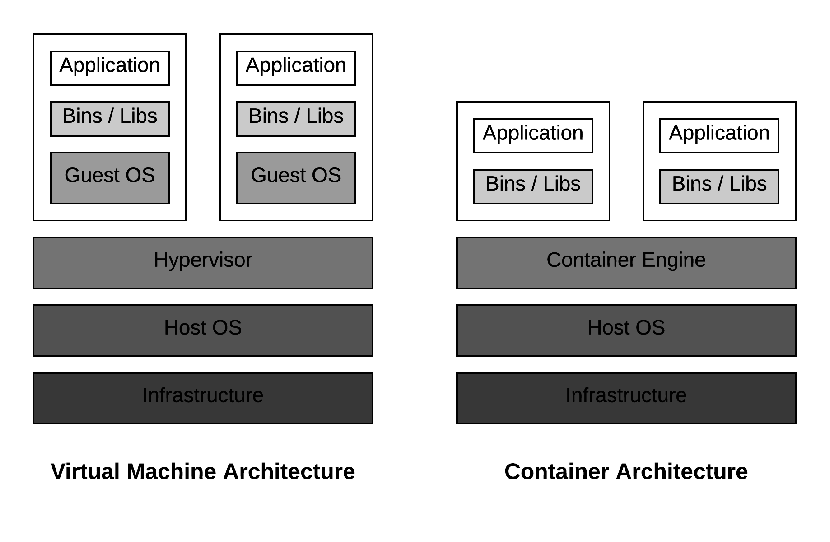 Application
Bins / Libs
Guest OS
Application
Bins / Libs
Guest OS
Hypervisor
Host OS
Infrastructure
Virtual Machine Architecture
Application
Bins / Libs
Application
Bins / Libs
Container Engine
Host OS
Infrastructure
Container Architecture